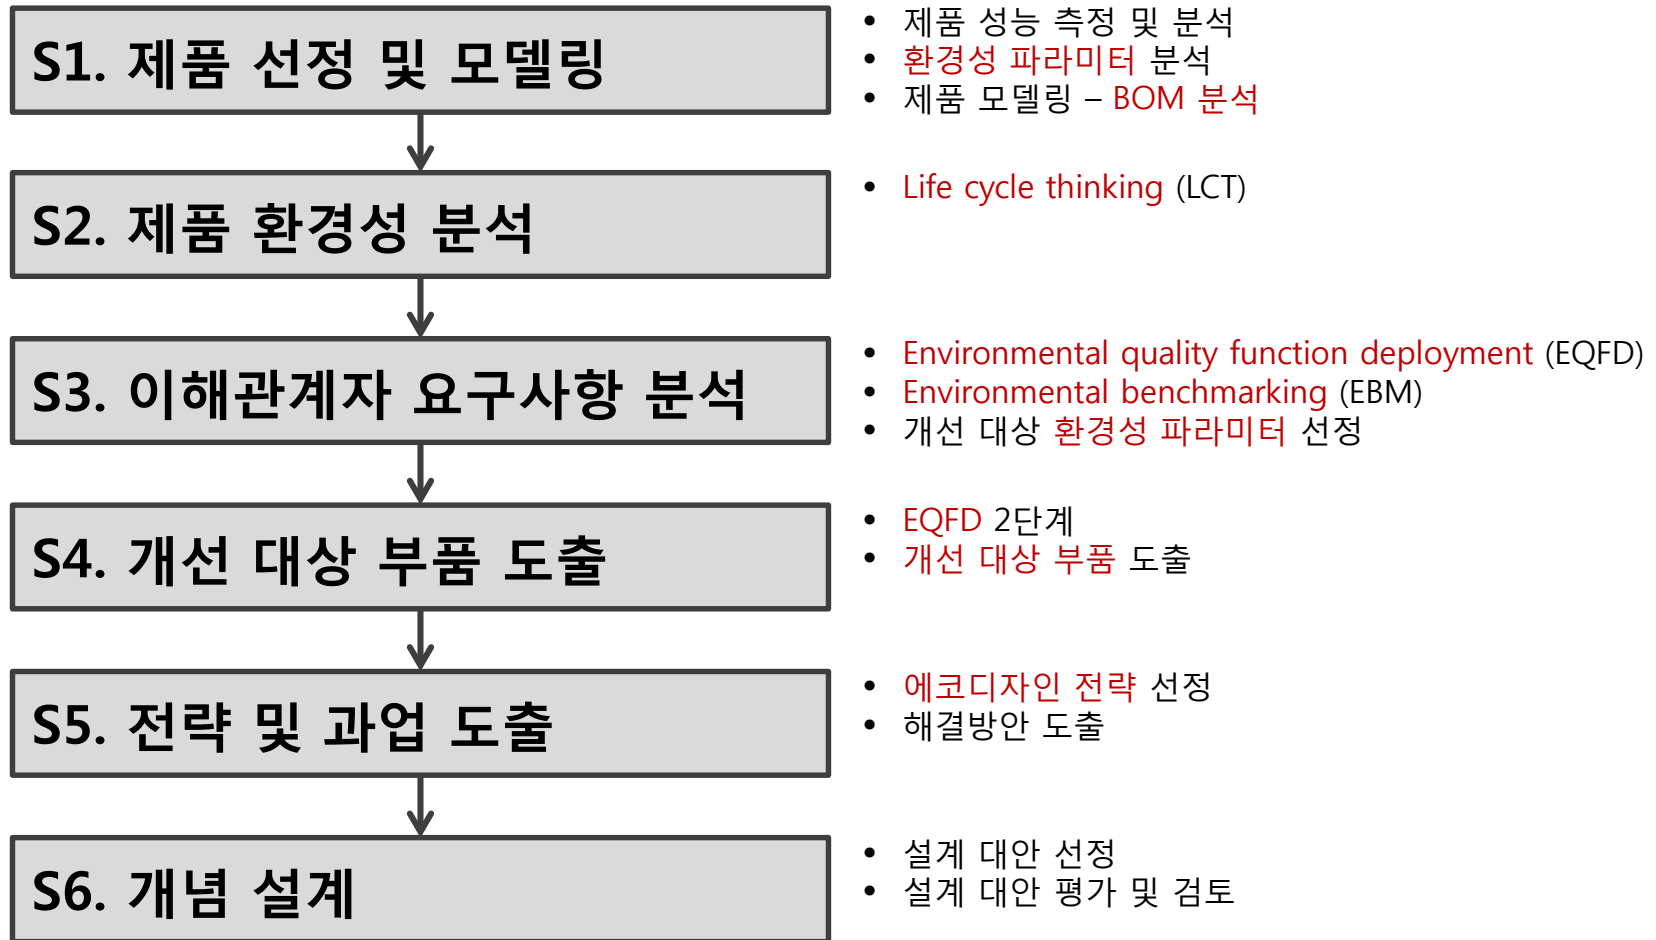 S1. 제품 선정 및 모델링
• 제품 성능 측정 및 분석
• 환경성 파라미터 분석
• 제품 모델링 – BOM 분석
S2. 제품 환경성 분석
• Life cycle thinking (LCT)
S3. 이해관계자 요구사항 분석
• Environmental quality function deployment (EQFD)
• Environmental benchmarking (EBM)
• 개선 대상 환경성 파라미터 선정
S4. 개선 대상 부품 도출
• EQFD 2단계
• 개선 대상 부품 도출
S5. 전략 및 과업 도출
• 에코디자인 전략 선정
• 해결방안 도출
S6. 개념 설계
• 설계 대안 선정
• 설계 대안 평가 및 검토